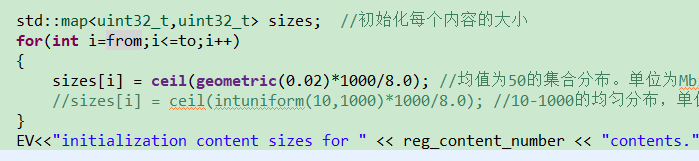 std::map<uint32_t,uint32_t> sizes;  //初始化每个内容的大小
for(int i=from;i<=to;i++)
{
    sizes[i] = ceil(geometric(0.02)*1000/8.0); //均值为50的集合分布。单位为Mb
    //sizes[i] = ceil(intuniform(10,1000)*1000/8.0); //10-1000的均匀分布，单
}
EV<<"initialization content sizes for " << reg_content_number << "contents."